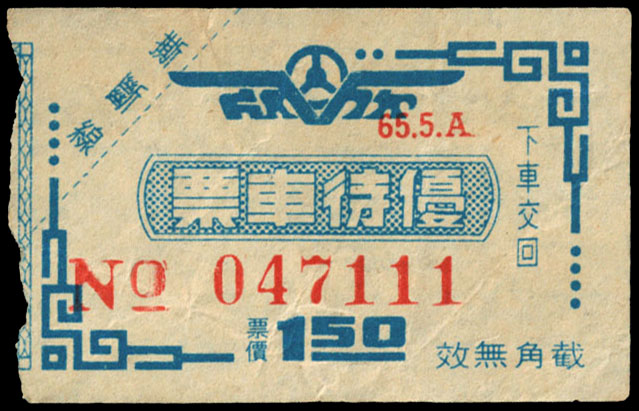 65.5.A
優待車票
下車交回
No 047111
票價 150
截角無效